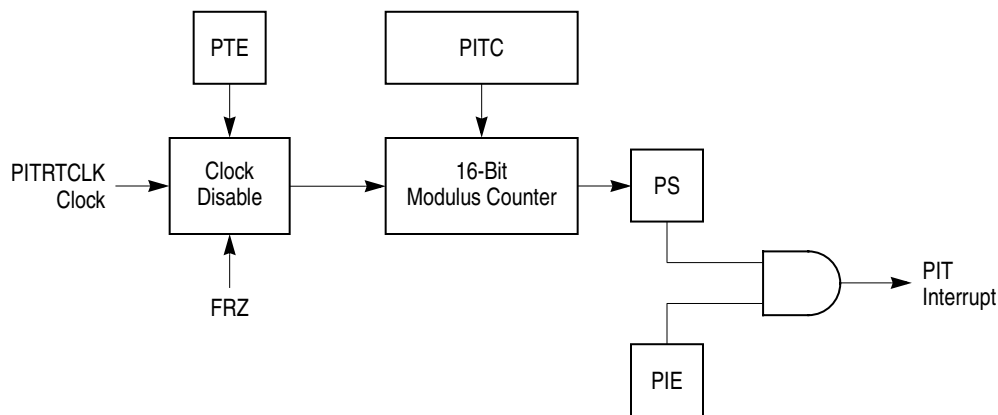 PTE
PITC
PITRTCLK
Clock
Clock
Disable
16-Bit
Modulus Counter
PS
FRZ
PIT
Interrupt
PIE